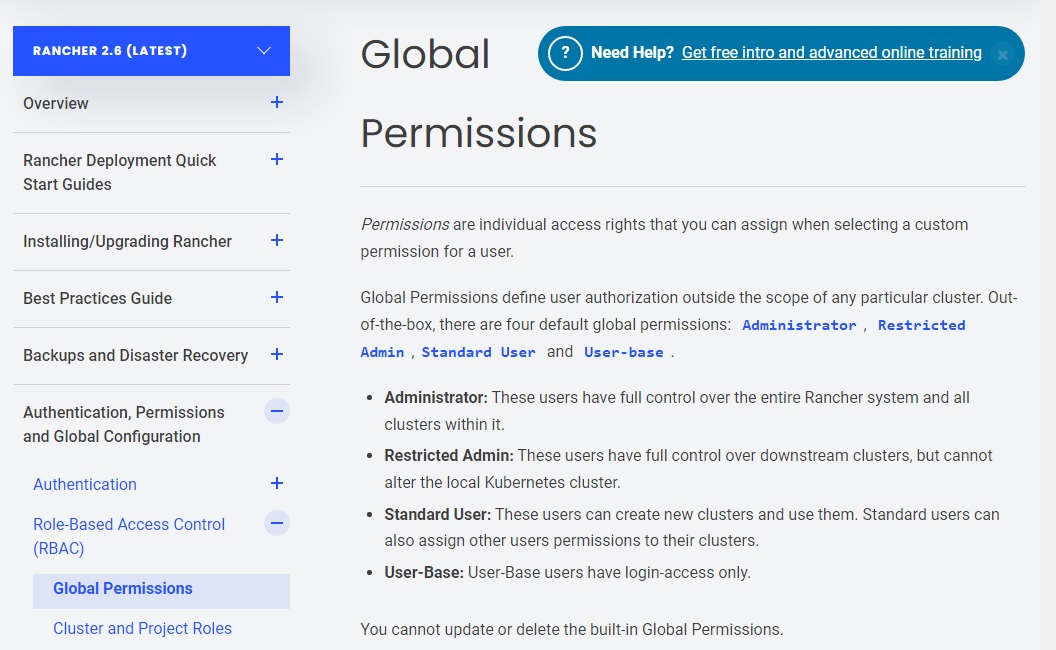 RANCHER 2.6 (LATEST)
Overview
Rancher Deployment Quick
Start Guides
Installing/Upgrading Rancher
Best Practices Guide
Backups and Disaster Recovery
Authentication, Permissions
and Global Configuration
Authentication
Role-Based Access Control
(RBAC)
Global Permissions
Cluster and Project Roles
Global
Permissions
? Need Help? Get free intro and advanced online training ×
Permissions are individual access rights that you can assign when selecting a custom
permission for a user.
Global Permissions define user authorization outside the scope of any particular cluster. Out-
of-the-box, there are four default global permissions: Administrator , Restricted
Admin , Standard User and User-base .
• Administrator: These users have full control over the entire Rancher system and all
clusters within it.
• Restricted Admin: These users have full control over downstream clusters, but cannot
alter the local Kubernetes cluster.
• Standard User: These users can create new clusters and use them. Standard users can
also assign other users permissions to their clusters.
• User-Base: User-Base users have login-access only.
You cannot update or delete the built-in Global Permissions.